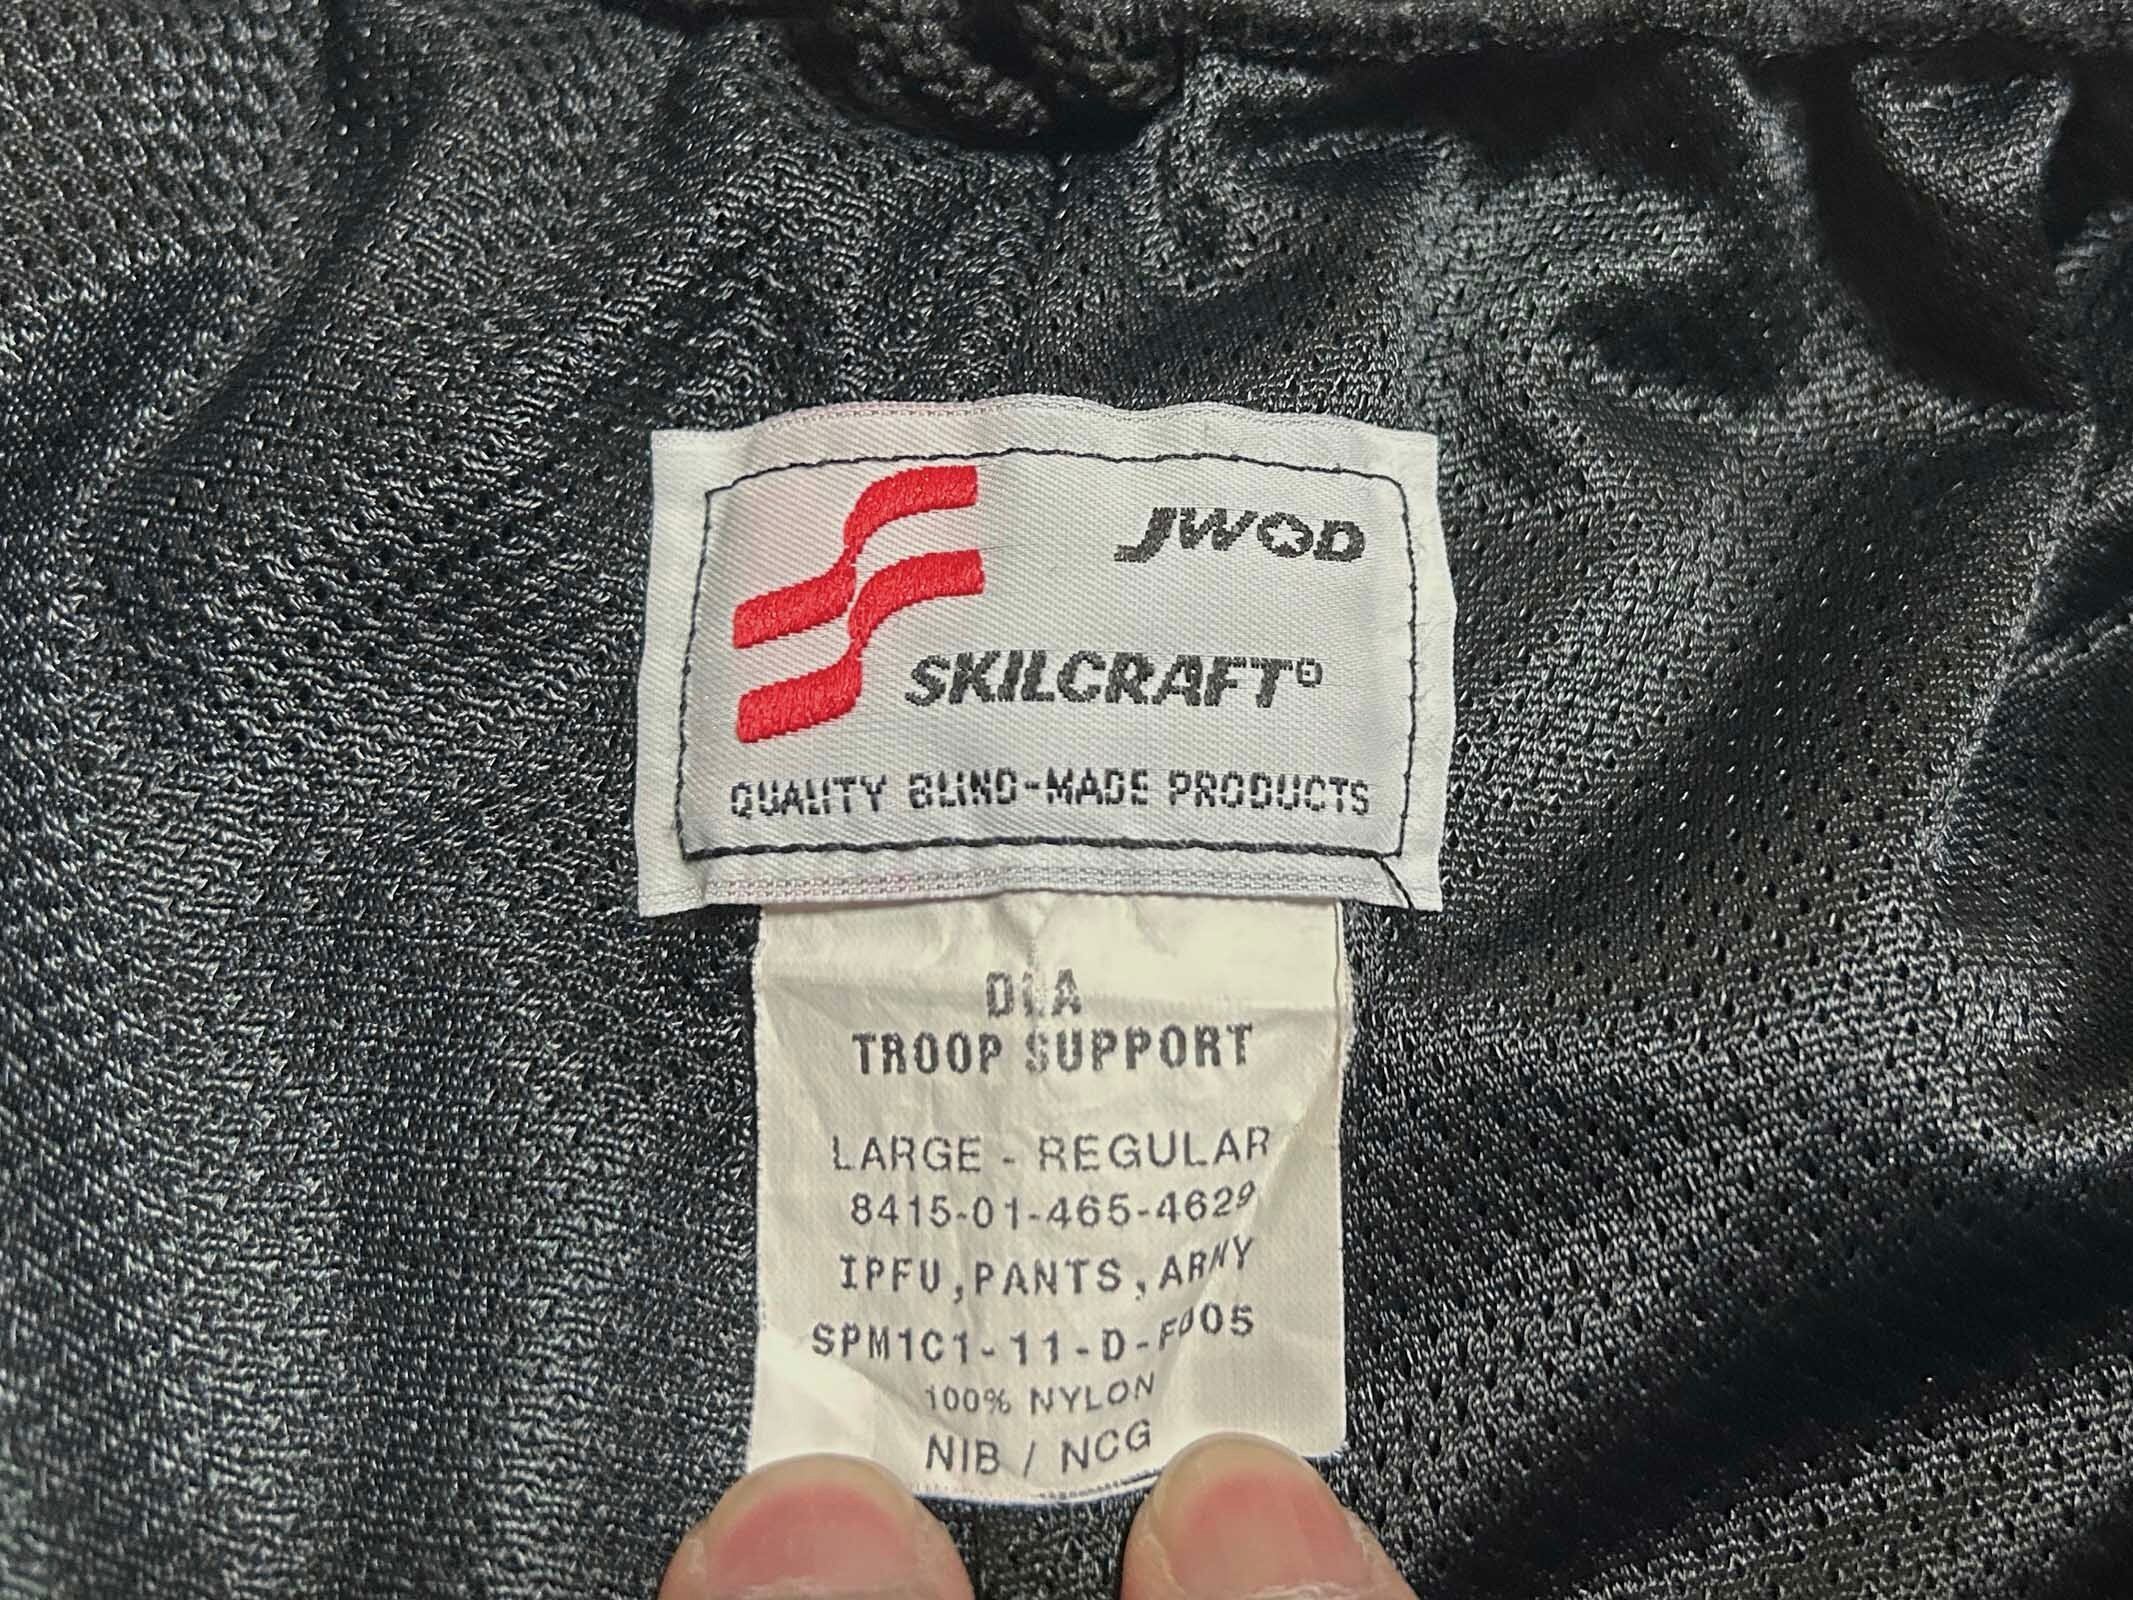 JWOD
SKILCRAFT®
QUALITY BLIND-MADE PRODUCTS
DLA
TROOP SUPPORT
LARGE - REGULAR
8415-01-465-4629
IPFU,PANTS,ARMY
SPM1C1-11-D-F005
100% NYLON
NIB / NCG